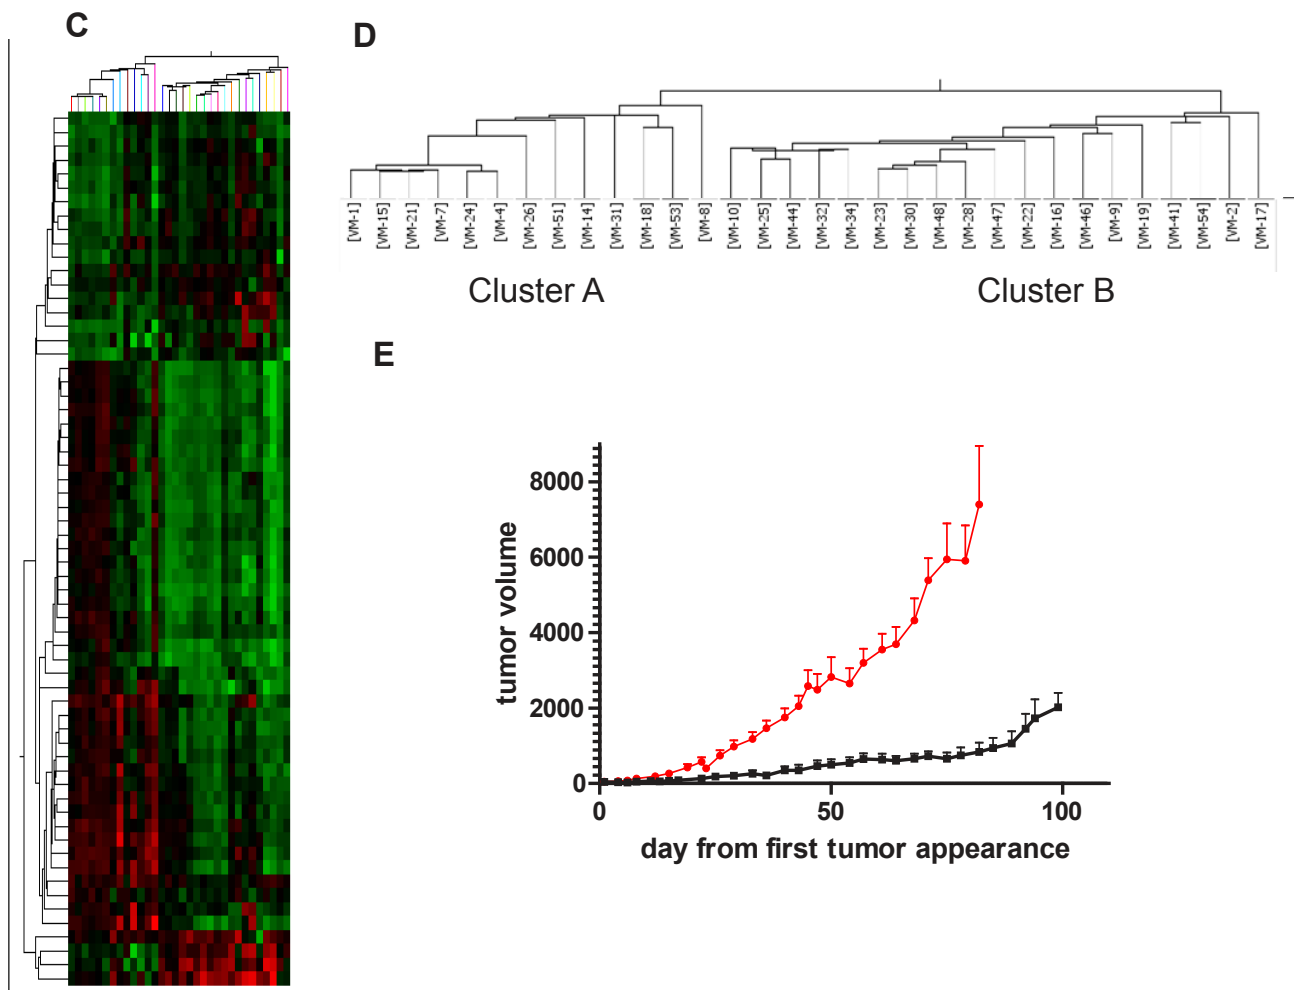 C
D
[VM-1]
[VM-15]
[VM-21]
[VM-7]
[VM-24]
[VM-4]
[VM-26]
[VM-51]
[VM-14]
[VM-31]
[VM-18]
[VM-53]
[VM-8]
[VM-10]
[VM-25]
[VM-44]
[VM-32]
[VM-34]
[VM-23]
[VM-30]
[VM-48]
[VM-28]
[VM-47]
[VM-22]
[VM-16]
[VM-46]
[VM-9]
[VM-19]
[VM-41]
[VM-54]
[VM-2]
[VM-17]
Cluster A
Cluster B
E
tumor volume
8000
6000
4000
2000
0
0
50
100
day from first tumor appearance